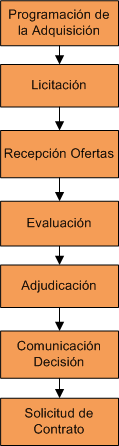 Programación de
la Adquisición
Licitación
Recepción Ofertas
Evaluación
Adjudicación
Comunicación
Decisión
Solicitud de
Contrato